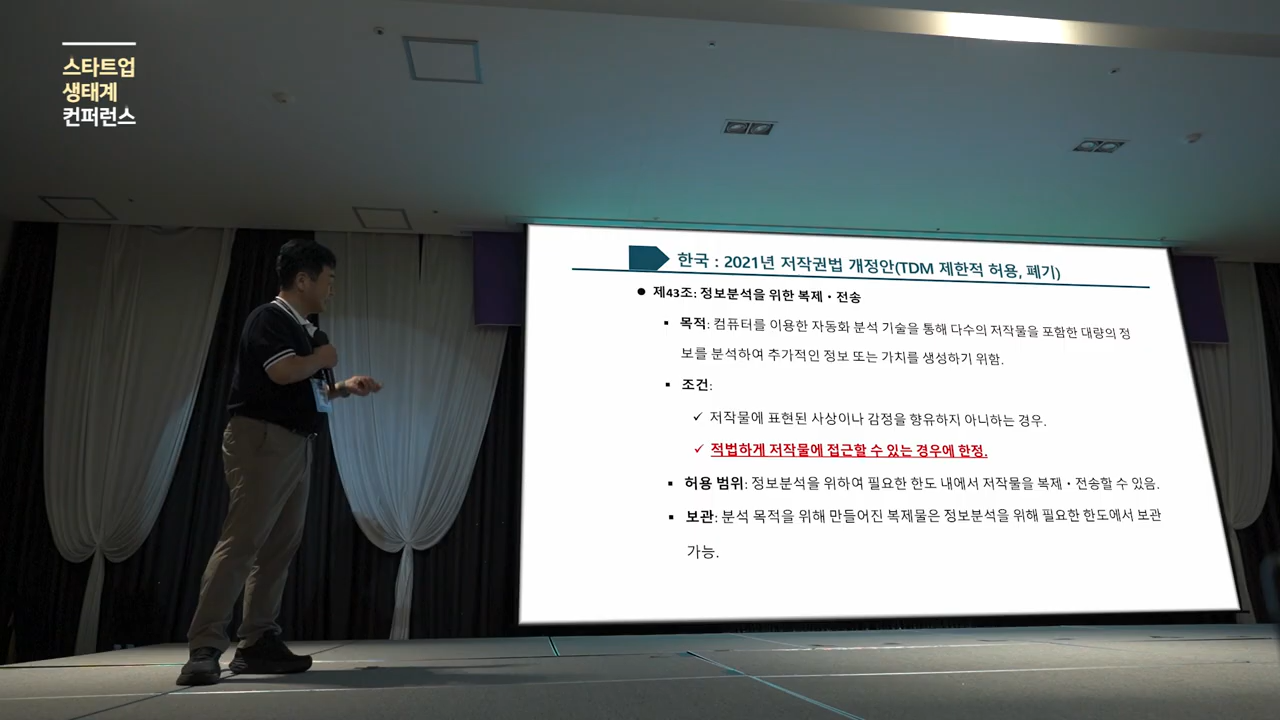 스타트업
생태계
컨퍼런스
한국 : 2021년 저작권법 개정안(TDM 제한적 허용, 폐기)
● 제43조: 정보분석을 위한 복제・전송
▪ 목적: 컴퓨터를 이용한 자동화 분석 기술을 통해 다수의 저작물을 포함한 대량의 정
보를 분석하여 추가적인 정보 또는 가치를 생성하기 위함.
▪ 조건:
✓ 저작물에 표현된 사상이나 감정을 향유하지 아니하는 경우.
✓ 적법하게 저작물에 접근할 수 있는 경우에 한정.
▪ 허용 범위: 정보분석을 위하여 필요한 한도 내에서 저작물을 복제・전송할 수 있음.
▪ 보관: 분석 목적을 위해 만들어진 복제물은 정보분석을 위해 필요한 한도에서 보관
가능.